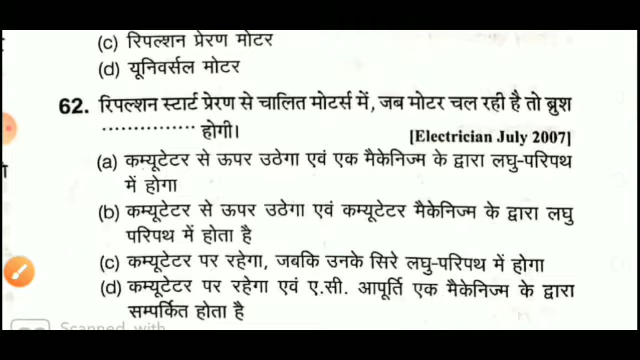 (c) रिपल्शन प्रेरण मोटर
(d) यूनिवर्सल मोटर
62. रिपल्शन स्टार्ट प्रेरण से चालित मोटर्स में, जब मोटर चल रही है तो ब्रुश
............... होगी। [Electrician July 2007]
(a) कम्यूटेटर से ऊपर उठेगा एवं एक मैकेनिज्म के द्वारा लघु-परिपथ
में होगा
(b) कम्यूटेटर से ऊपर उठेगा एवं कम्यूटेटर मैकेनिज्म के द्वारा लघु
परिपथ में होता है
(c) कम्यूटेटर पर रहेगा, जबकि उनके सिरे लघु-परिपथ में होगा
(d) कम्यूटेटर पर रहेगा एवं ए.सी. आपूर्ति एक मैकेनिज्म के द्वारा
सम्पर्कित होता है
Scanned with